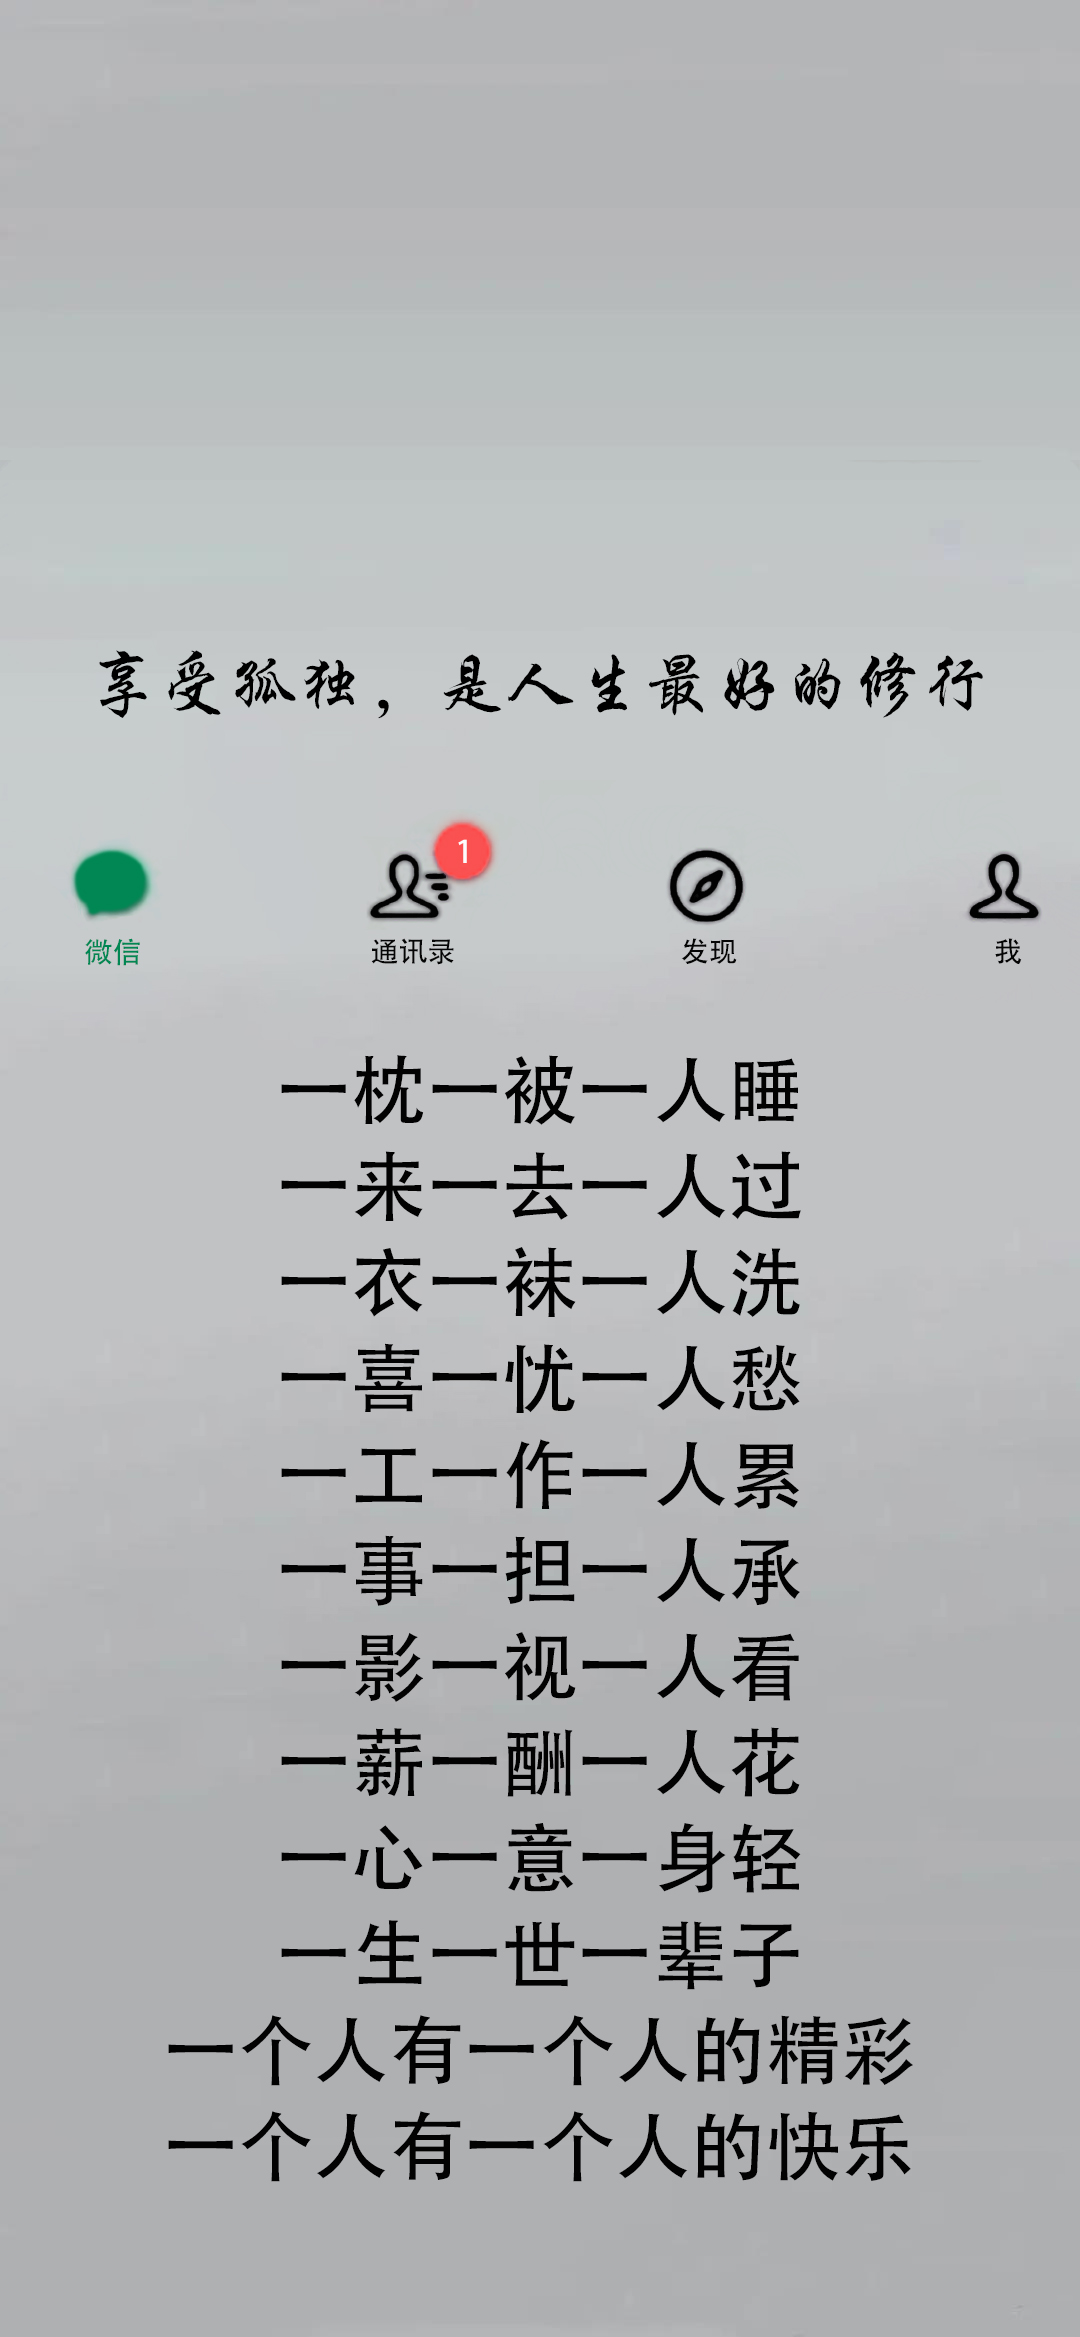 享受孤独，是人生最好的修行
1
微信 通讯录 发现 我
一枕一被一人睡
一来一去一人过
一衣一袜一人洗
一喜一忧一人愁
一工一作一人累
一事一担一人承
一影一视一人看
一薪一酬一人花
一心一意一身轻
一生一世一辈子
一个人有一个人的精彩
一个人有一个人的快乐